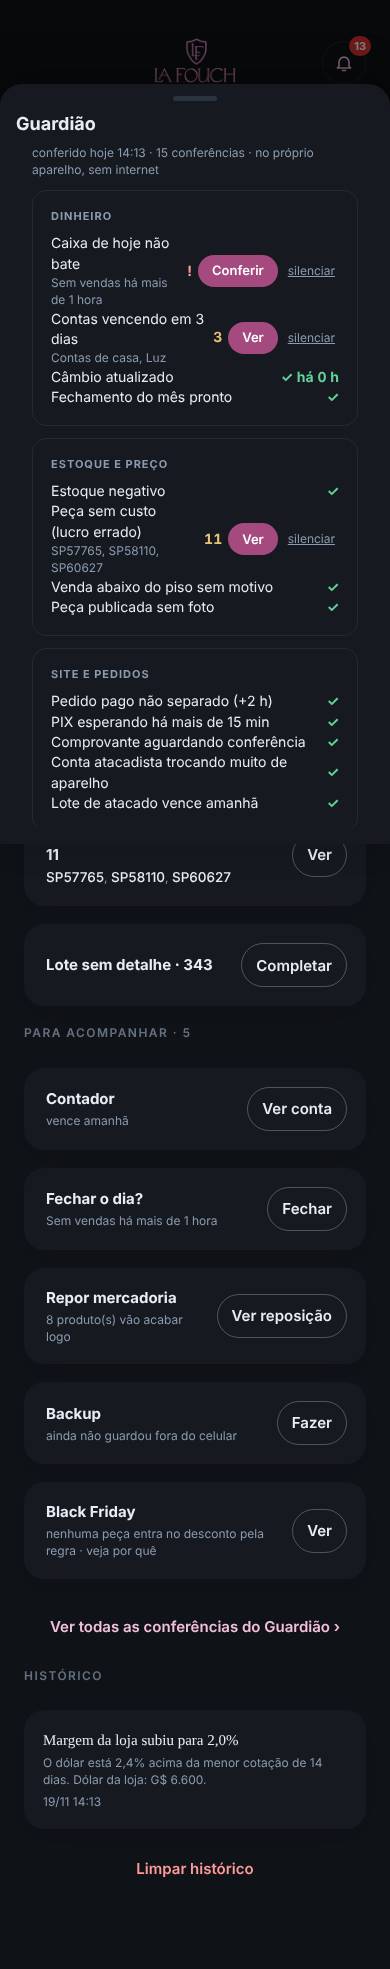 LA FOUCH
13
Guardião
conferido hoje 14:13 · 15 conferências · no próprio
aparelho, sem internet
DINHEIRO
Caixa de hoje não
bate
Sem vendas há mais
de 1 hora
! Conferir silenciar
Contas vencendo em 3
dias
Contas de casa, Luz
3 Ver silenciar
Câmbio atualizado ✓ há 0 h
Fechamento do mês pronto ✓
ESTOQUE E PREÇO
Estoque negativo ✓
Peça sem custo
(lucro errado)
SP57765, SP58110,
SP60627
11 Ver silenciar
Venda abaixo do piso sem motivo ✓
Peça publicada sem foto ✓
SITE E PEDIDOS
Pedido pago não separado (+2 h) ✓
PIX esperando há mais de 15 min ✓
Comprovante aguardando conferência ✓
Conta atacadista trocando muito de
aparelho ✓
Lote de atacado vence amanhã ✓
11
SP57765, SP58110, SP60627
Ver
Lote sem detalhe · 343 Completar
PARA ACOMPANHAR · 5
Contador
vence amanhã
Ver conta
Fechar o dia?
Sem vendas há mais de 1 hora
Fechar
Repor mercadoria
8 produto(s) vão acabar
logo
Ver reposição
Backup
ainda não guardou fora do celular
Fazer
Black Friday
nenhuma peça entra no desconto pela
regra · veja por quê
Ver
Ver todas as conferências do Guardião ›
HISTÓRICO
Margem da loja subiu para 2,0%
O dólar está 2,4% acima da menor cotação de 14
dias. Dólar da loja: G$ 6.600.
19/11 14:13
Limpar histórico